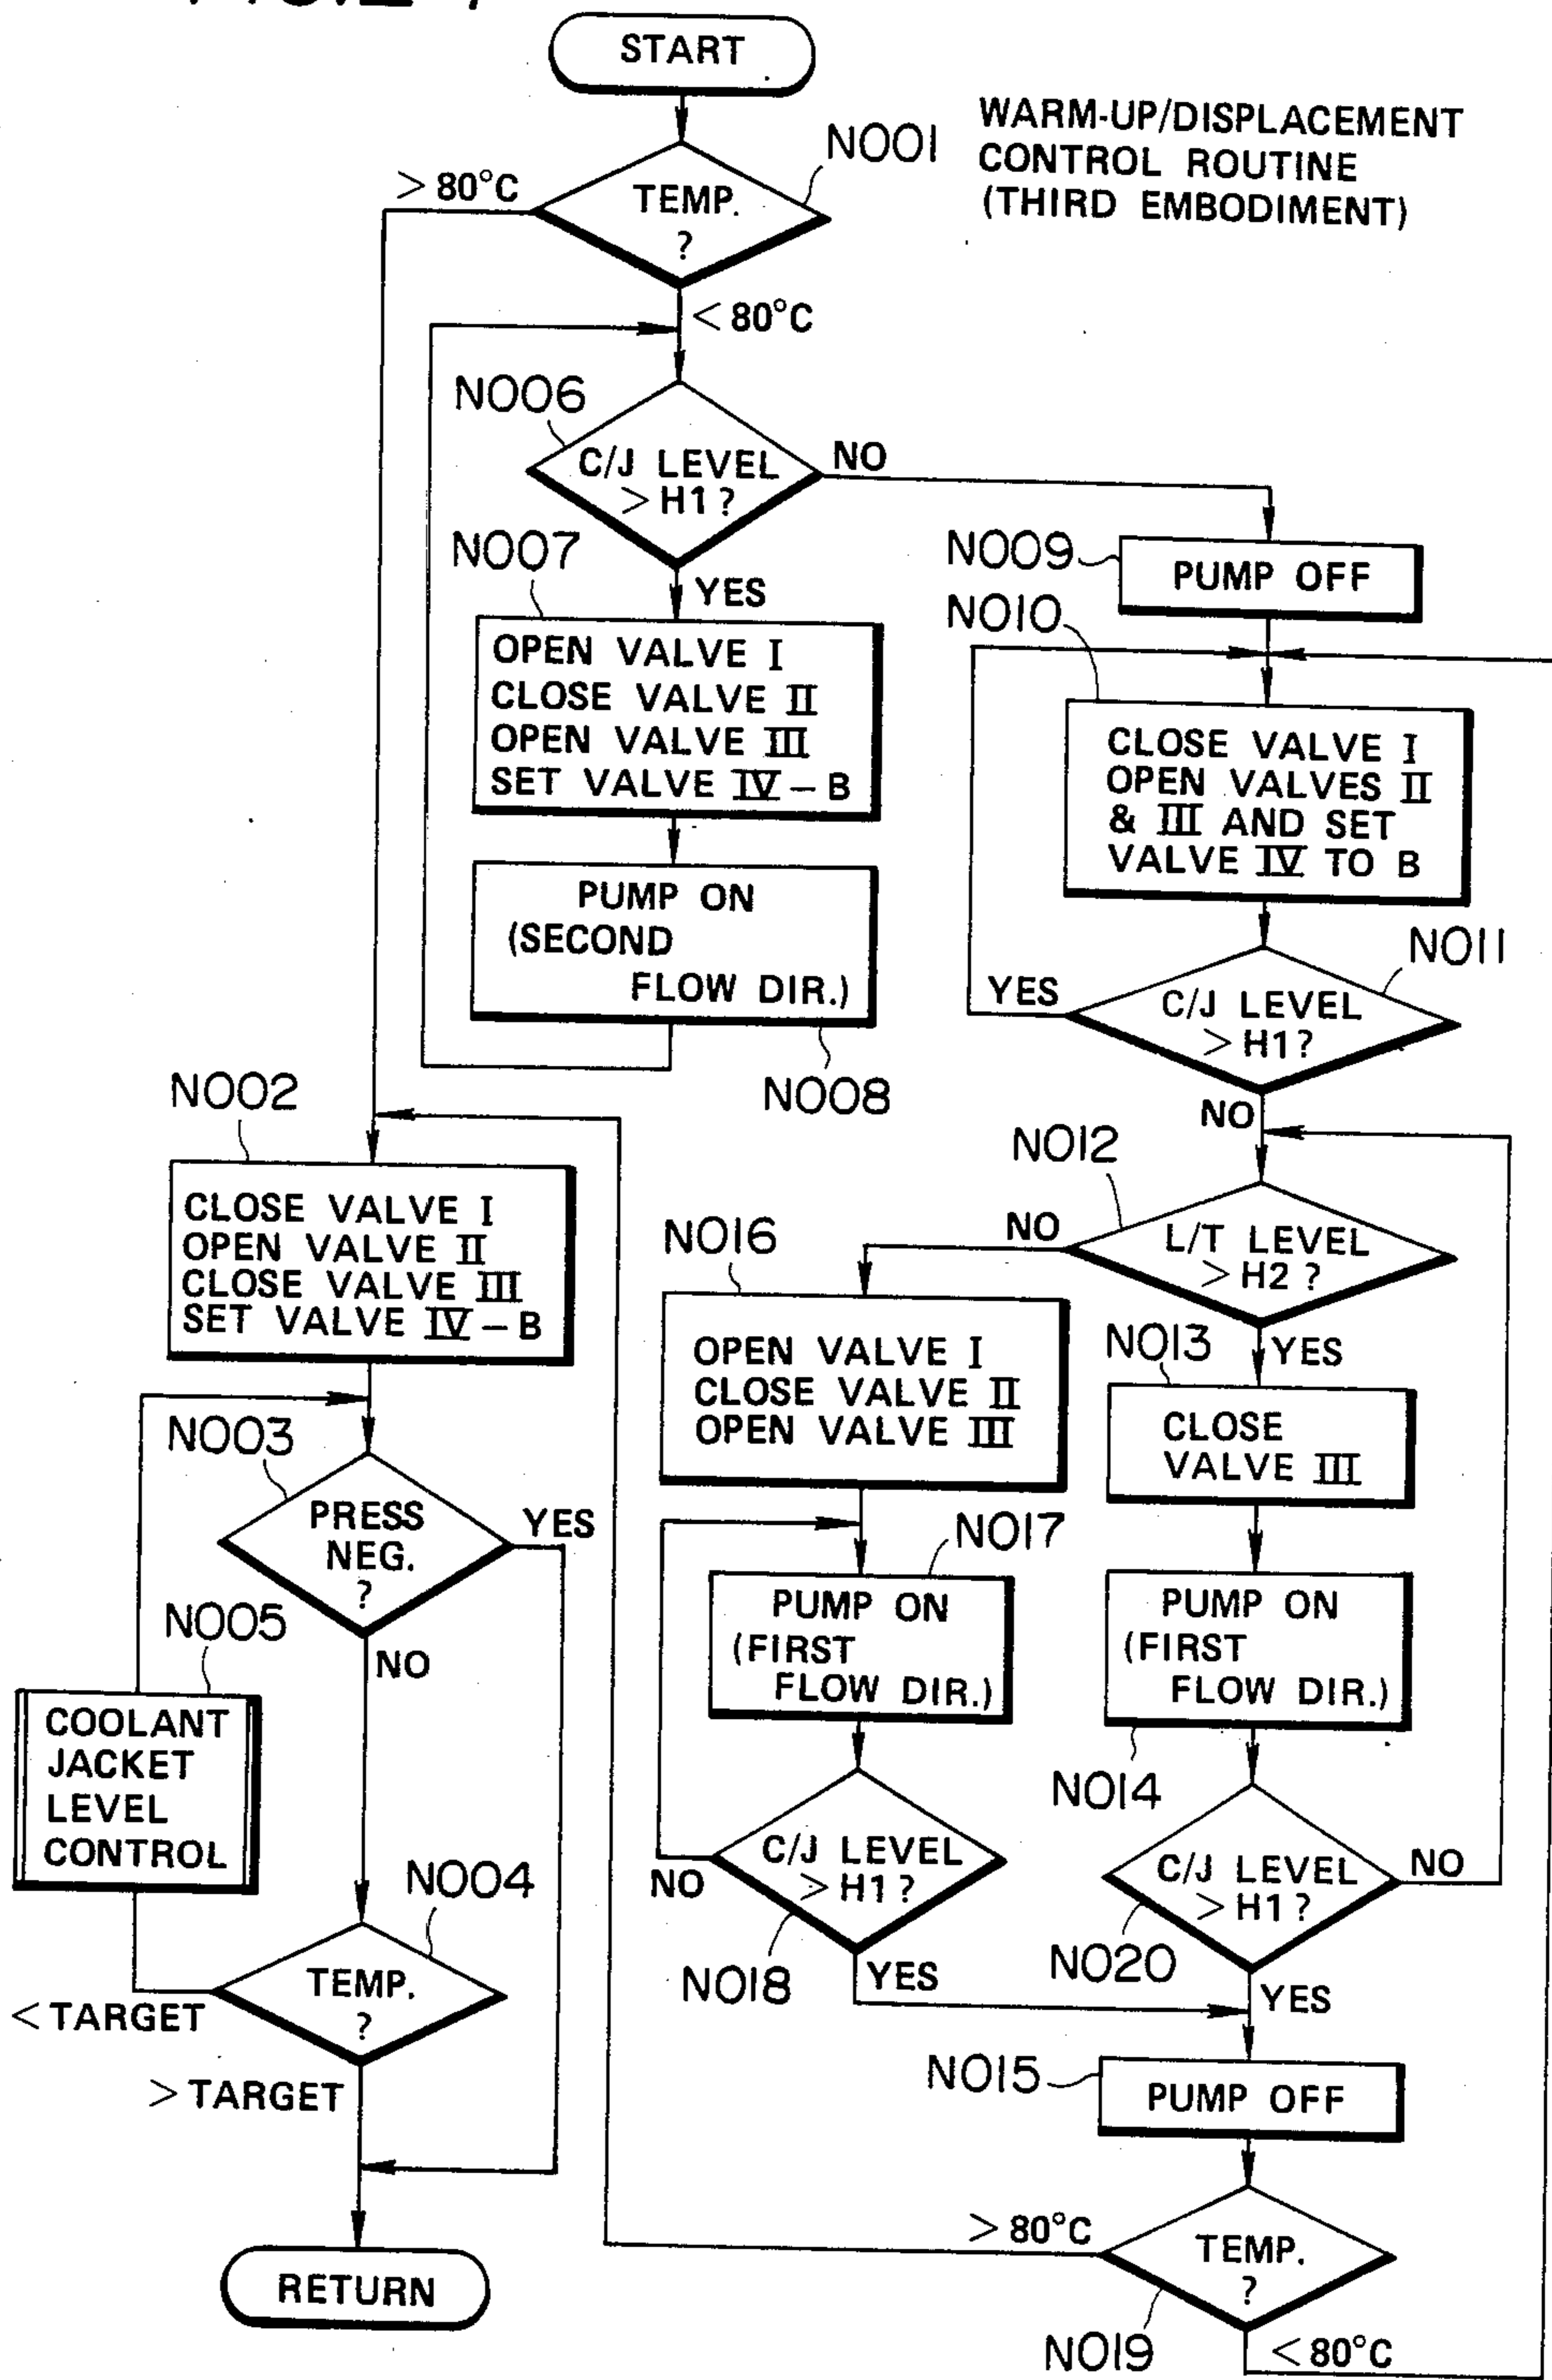 START
WARM-UP/DISPLACEMENT
CONTROL ROUTINE
(THIRD EMBODIMENT)
N001
> 80°C
TEMP.
?
< 80°C
N006
C/J LEVEL
> H1 ?
NO
YES
N007
OPEN VALVE I
CLOSE VALVE II
OPEN VALVE III
SET VALVE IV – B
PUMP ON
(SECOND
FLOW DIR.)
N008
N009
PUMP OFF
N010
CLOSE VALVE I
OPEN VALVES II
& III AND SET
VALVE IV TO B
N011
YES
C/J LEVEL
> H1 ?
NO
N002
CLOSE VALVE I
OPEN VALVE II
CLOSE VALVE III
SET VALVE IV – B
N003
PRESS
NEG.
?
YES
NO
N005
COOLANT
JACKET
LEVEL
CONTROL
N004
TEMP.
?
< TARGET
> TARGET
RETURN
N012
NO
L/T LEVEL
> H2 ?
YES
N016
OPEN VALVE I
CLOSE VALVE II
OPEN VALVE III
N013
CLOSE
VALVE III
N017
PUMP ON
(FIRST
FLOW DIR.)
PUMP ON
(FIRST
FLOW DIR.)
N014
C/J LEVEL
> H1 ?
NO
N018
YES
C/J LEVEL
> H1 ?
NO
N020
YES
N015
PUMP OFF
> 80°C
TEMP.
?
N019
< 80°C